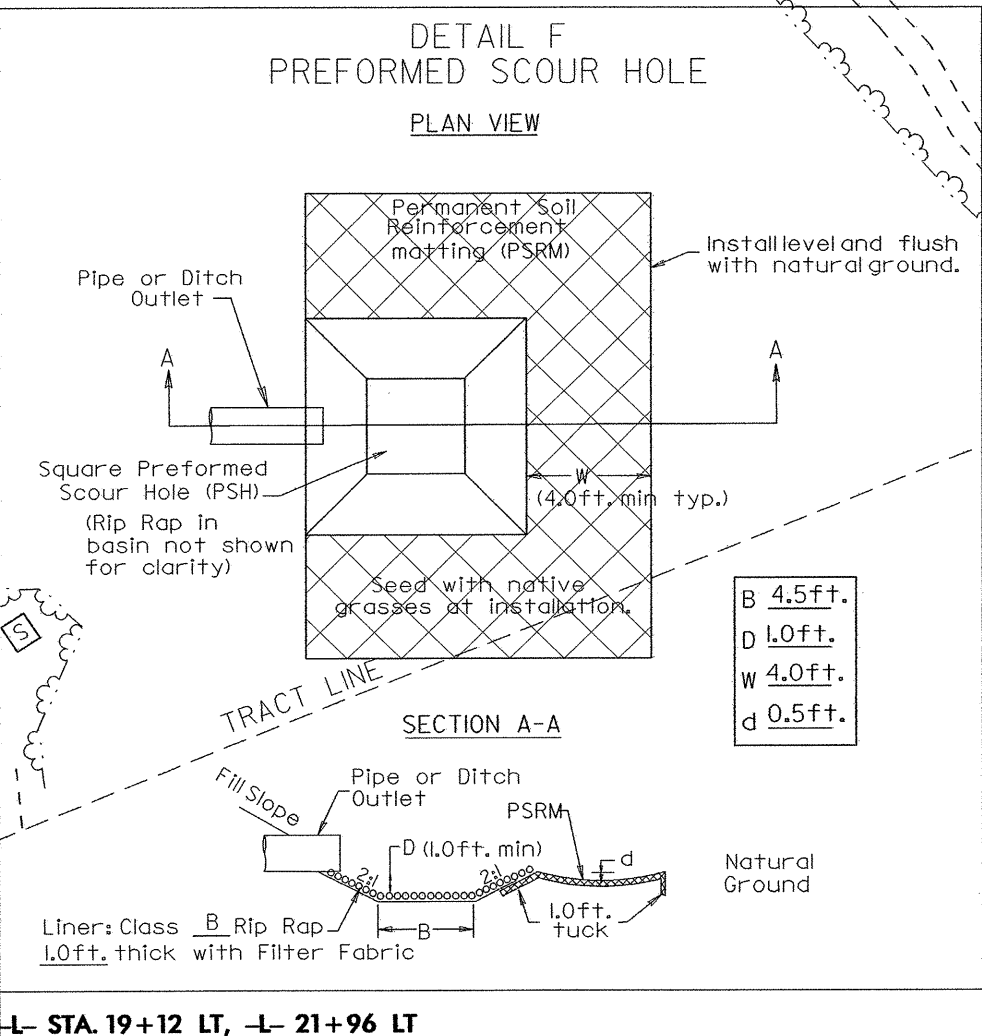 DETAIL F
PREFORMED SCOUR HOLE
PLAN VIEW
Permanent Soil
Reinforcement
matting (PSRM)
Install level and flush
with natural ground.
Pipe or Ditch
Outlet
A
A
Square Preformed
Scour Hole (PSH)
(Rip Rap in
basin not shown
for clarity)
W
(4.0ft. min typ.)
Seed with native
grasses at installation.
S
B 4.5ft.
D 1.0ft.
W 4.0ft.
d 0.5ft.
TRACT LINE
SECTION A-A
Fill Slope
Pipe or Ditch
Outlet
PSRM
D (1.0ft. min)
d
2:1
2:1
Natural
Ground
B
1.0ft.
tuck
Liner: Class B Rip Rap
1.0ft. thick with Filter Fabric
-L- STA. 19+12 LT, -L- 21+96 LT